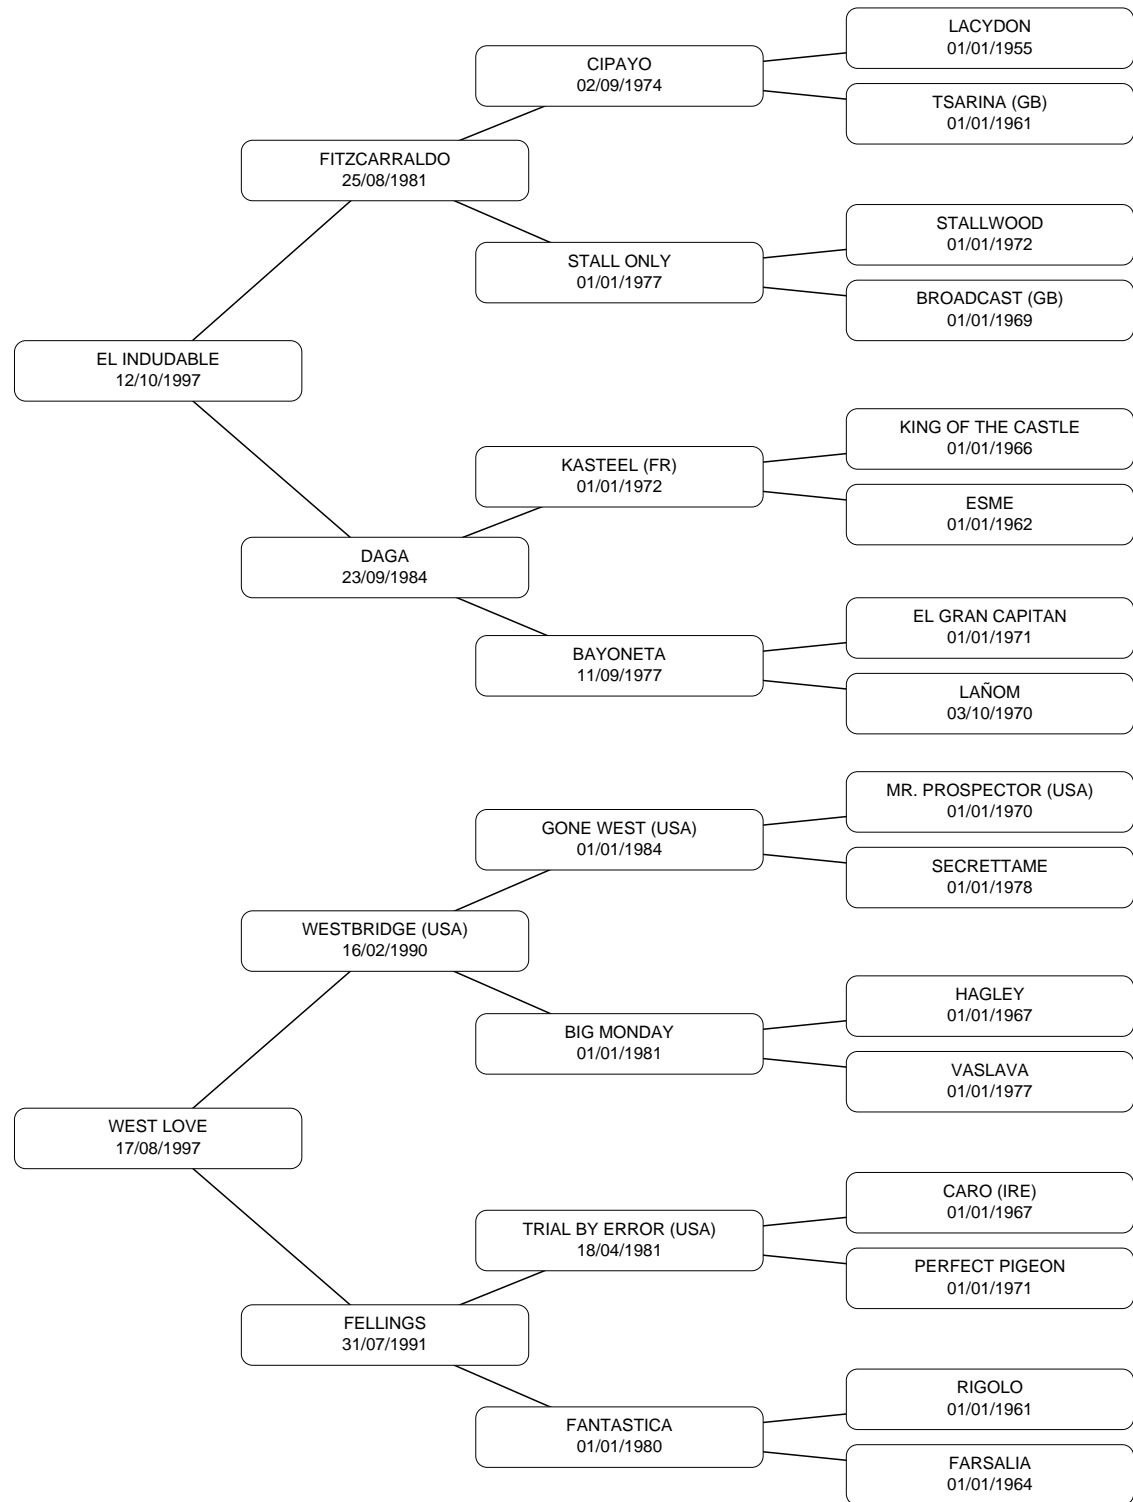 LACYDON
01/01/1955
CIPAYO
02/09/1974
TSARINA (GB)
01/01/1961
FITZCARRALDO
25/08/1981
STALLWOOD
01/01/1972
STALL ONLY
01/01/1977
BROADCAST (GB)
01/01/1969
EL INDUDABLE
12/10/1997
KING OF THE CASTLE
01/01/1966
KASTEEL (FR)
01/01/1972
ESME
01/01/1962
DAGA
23/09/1984
EL GRAN CAPITAN
01/01/1971
BAYONETA
11/09/1977
LAÑOM
03/10/1970
MR. PROSPECTOR (USA)
01/01/1970
GONE WEST (USA)
01/01/1984
SECRETTAME
01/01/1978
WESTBRIDGE (USA)
16/02/1990
HAGLEY
01/01/1967
BIG MONDAY
01/01/1981
VASLAVA
01/01/1977
WEST LOVE
17/08/1997
CARO (IRE)
01/01/1967
TRIAL BY ERROR (USA)
18/04/1981
PERFECT PIGEON
01/01/1971
FELLINGS
31/07/1991
RIGOLO
01/01/1961
FANTASTICA
01/01/1980
FARSALIA
01/01/1964